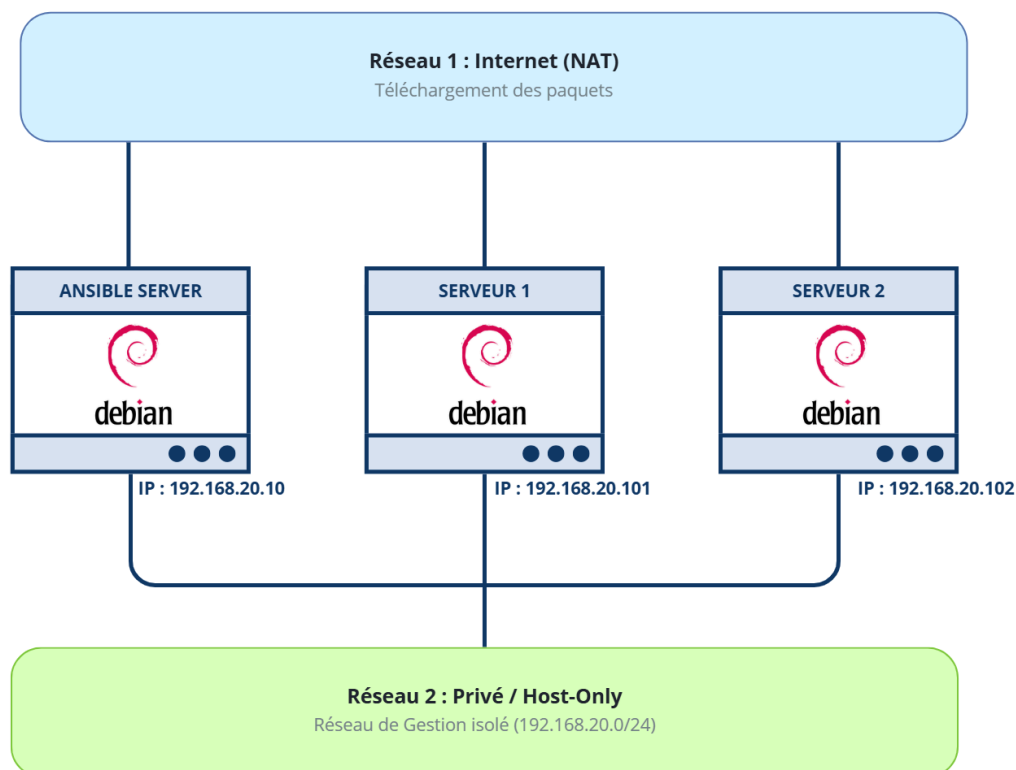 Réseau 1 : Internet (NAT)
Téléchargement des paquets
ANSIBLE SERVER
SERVEUR 1
SERVEUR 2
debian
debian
debian
IP : 192.168.20.10
IP : 192.168.20.101
IP : 192.168.20.102
Réseau 2 : Privé / Host-Only
Réseau de Gestion isolé (192.168.20.0/24)